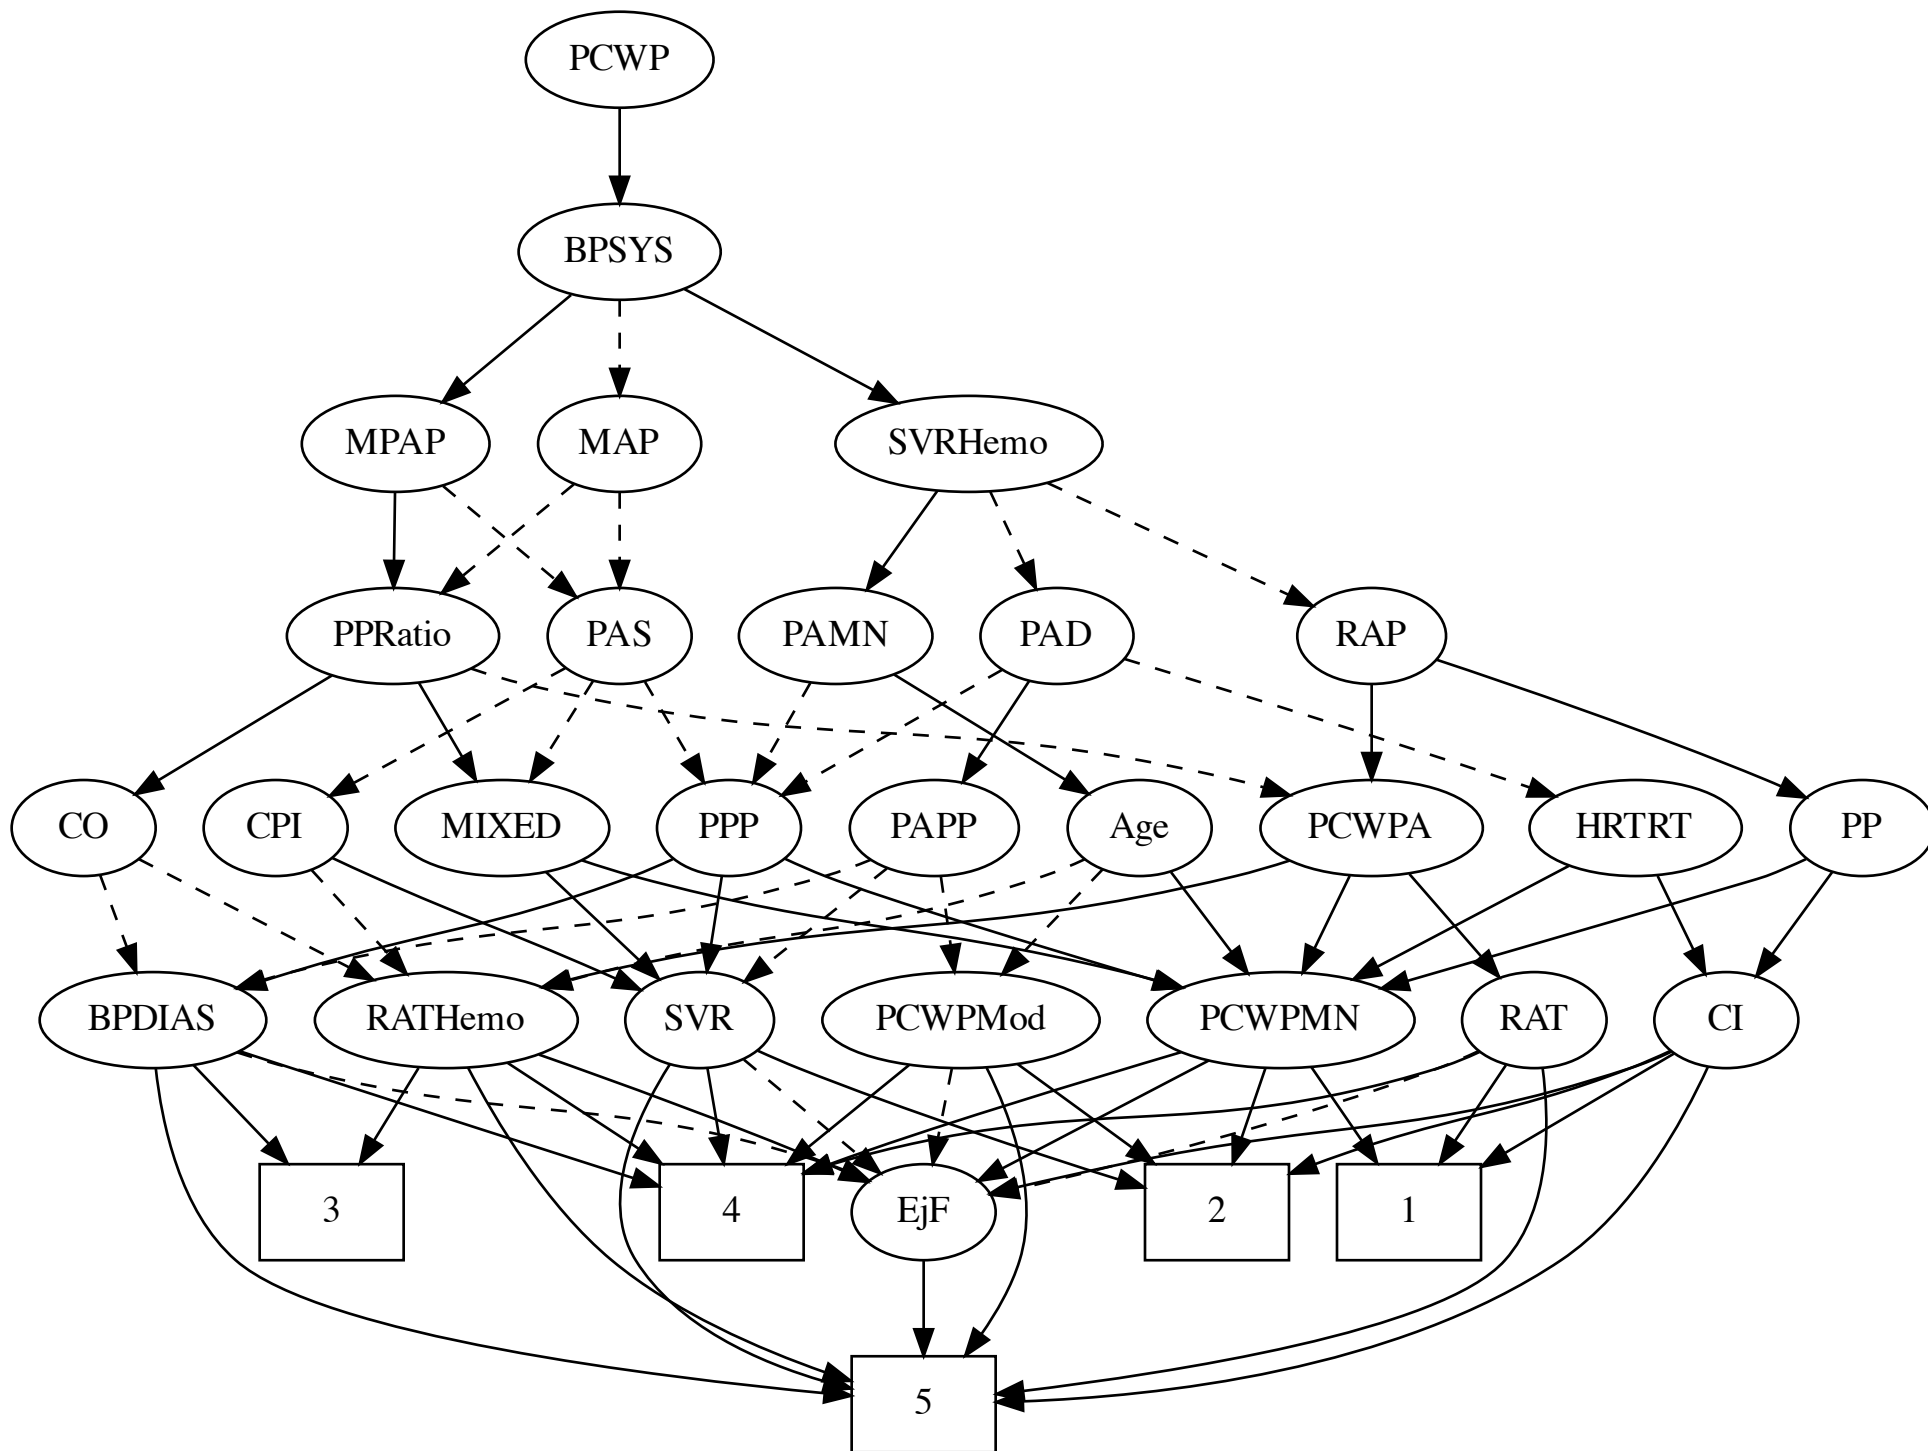 PCWP
BPSYS
MPAP
MAP
SVRHemo
PPRatio
PAS
PAMN
PAD
RAP
CO
CPI
MIXED
PPP
PAPP
Age
PCWPA
HRTRT
PP
BPDIAS
RATHemo
SVR
PCWPMod
PCWPMN
RAT
CI
3
4
EjF
2
1
5